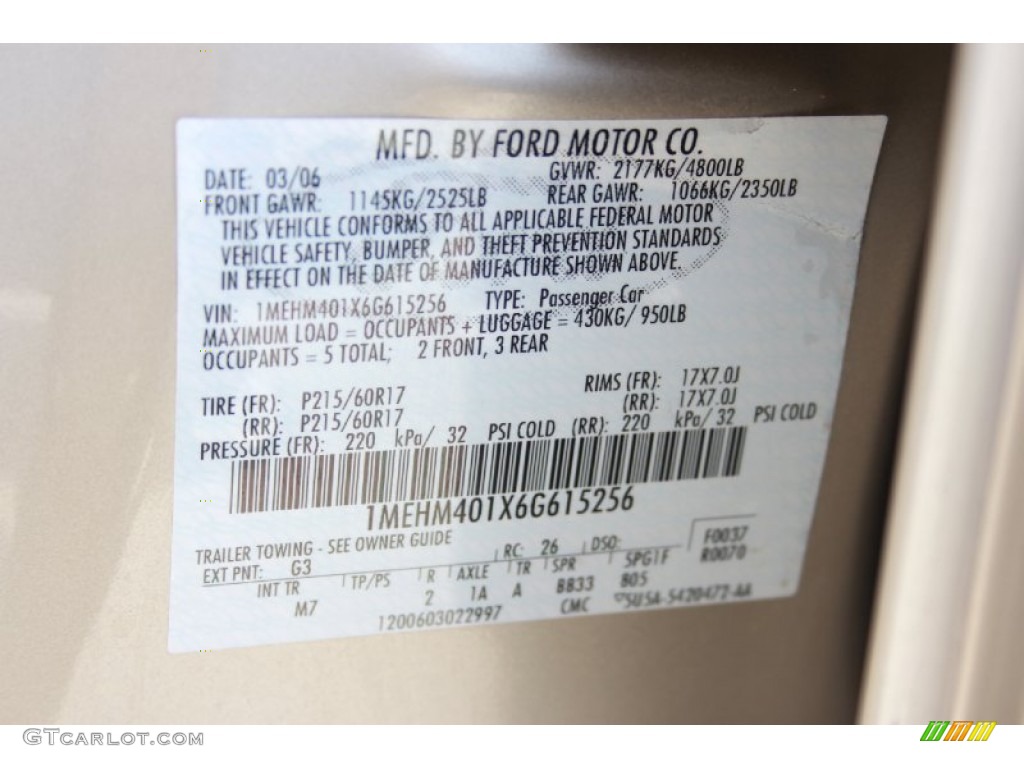 MFD. BY FORD MOTOR CO.
DATE: 03/06 GVWR: 2177KG/4800LB
FRONT GAWR: 1145KG/2525LB REAR GAWR: 1066KG/2350LB
THIS VEHICLE CONFORMS TO ALL APPLICABLE FEDERAL MOTOR
VEHICLE SAFETY, BUMPER, AND THEFT PREVENTION STANDARDS
IN EFFECT ON THE DATE OF MANUFACTURE SHOWN ABOVE.
VIN: 1MEHM401X6G615256 TYPE: Passenger Car
MAXIMUM LOAD = OCCUPANTS + LUGGAGE = 430KG/ 950LB
OCCUPANTS = 5 TOTAL; 2 FRONT, 3 REAR
TIRE (FR): P215/60R17 RIMS (FR): 17X7.0J
(RR): P215/60R17 (RR): 17X7.0J
PRESSURE (FR): 220 kPa/ 32 PSI COLD (RR): 220 kPa/ 32 PSI COLD
1MEHM401X6G615256
TRAILER TOWING - SEE OWNER GUIDE RC: 26 DSO: F0037
EXT PNT: G3 R0070
INT TR TP/PS R AXLE TR SPR SPG1F
M7 2 1A A BB33 B05
1200603022997 CMC 5U5A-5420472-AA
GTCARLOT.COM